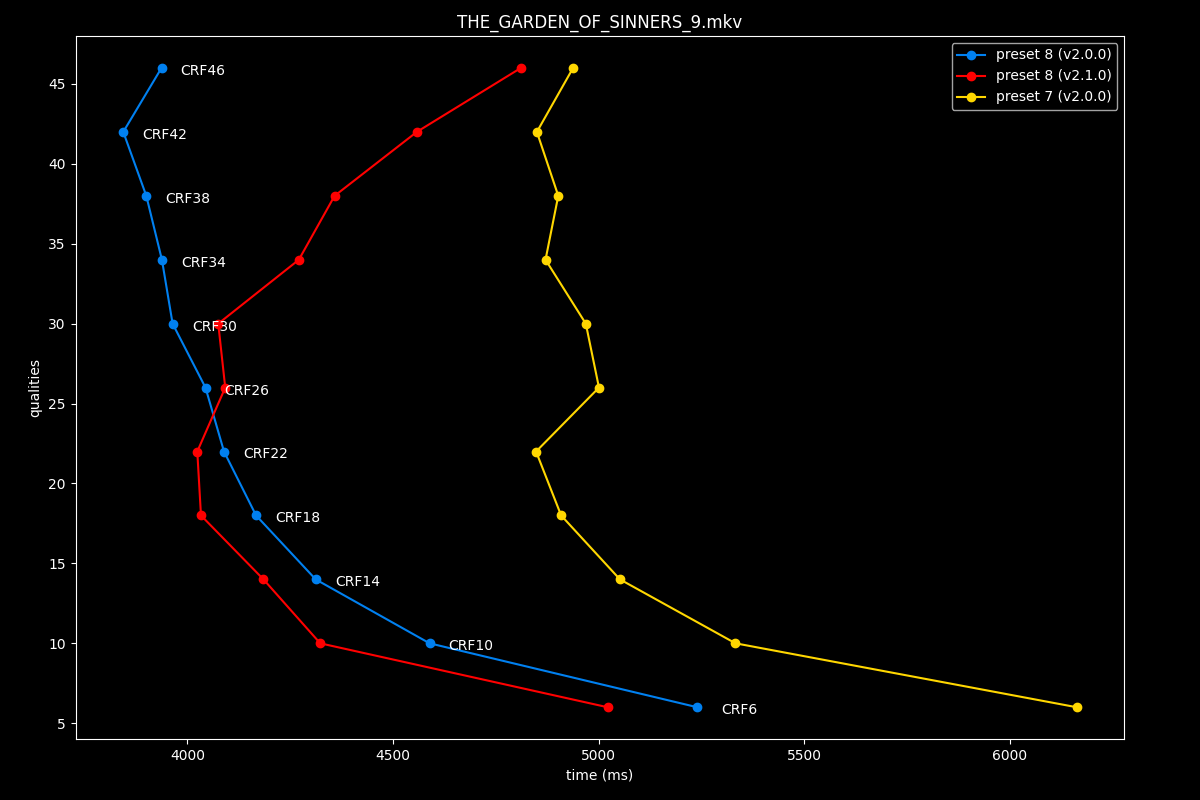 THE_GARDEN_OF_SINNERS_9.mkv
preset 8 (v2.0.0)
preset 8 (v2.1.0)
preset 7 (v2.0.0)
CRF46
CRF42
CRF38
CRF34
CRF30
CRF26
CRF22
CRF18
CRF14
CRF10
CRF6
45
40
35
30
25
20
15
10
5
qualities
4000
4500
5000
5500
6000
time (ms)